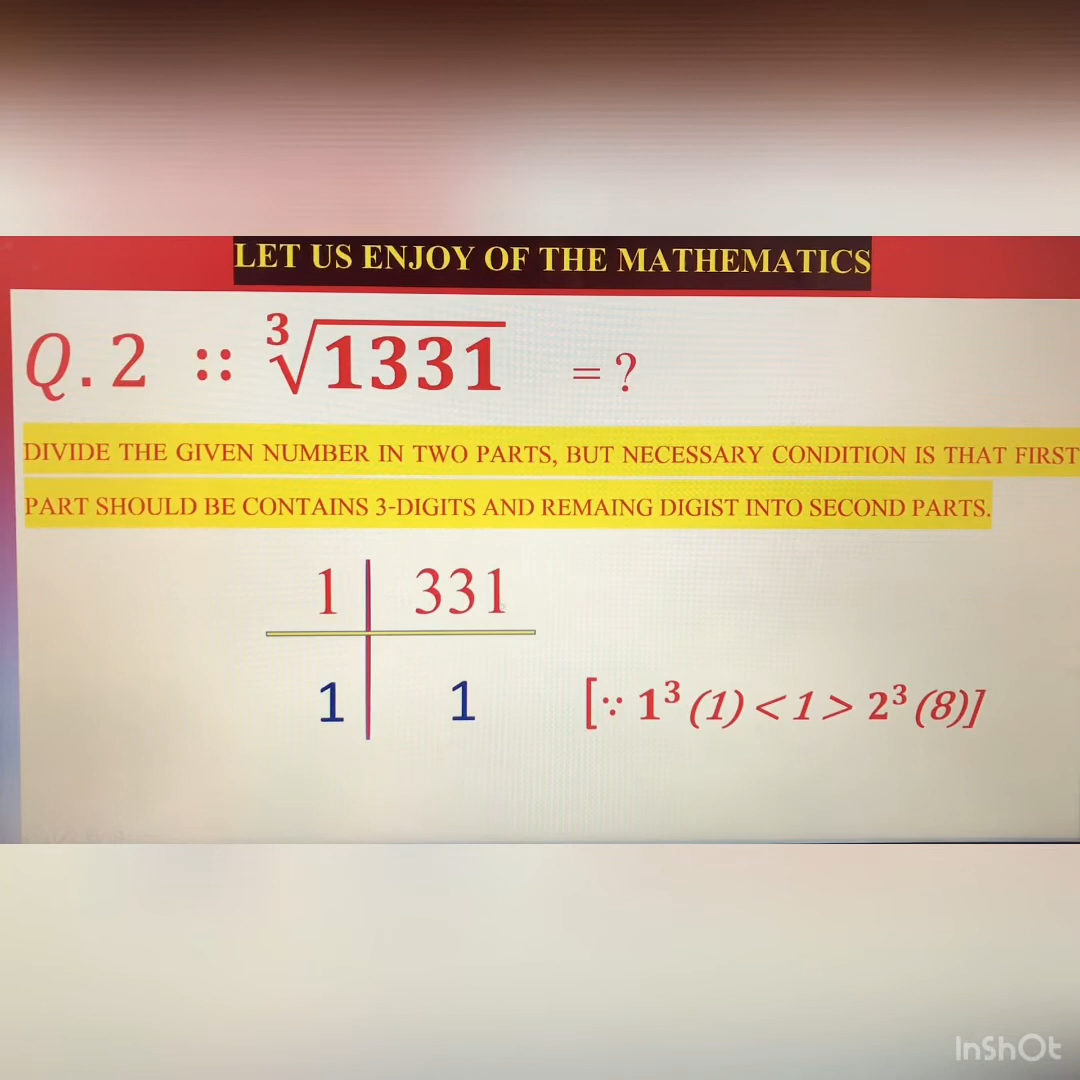 LET US ENJOY OF THE MATHEMATICS
Q. 2 :: ∛1331 = ?
DIVIDE THE GIVEN NUMBER IN TWO PARTS, BUT NECESSARY CONDITION IS THAT FIRST
PART SHOULD BE CONTAINS 3-DIGITS AND REMAING DIGIST INTO SECOND PARTS.
1 | 331
1 | 1 [∵ 1³ (1) < 1 > 2³ (8)]
InShOt